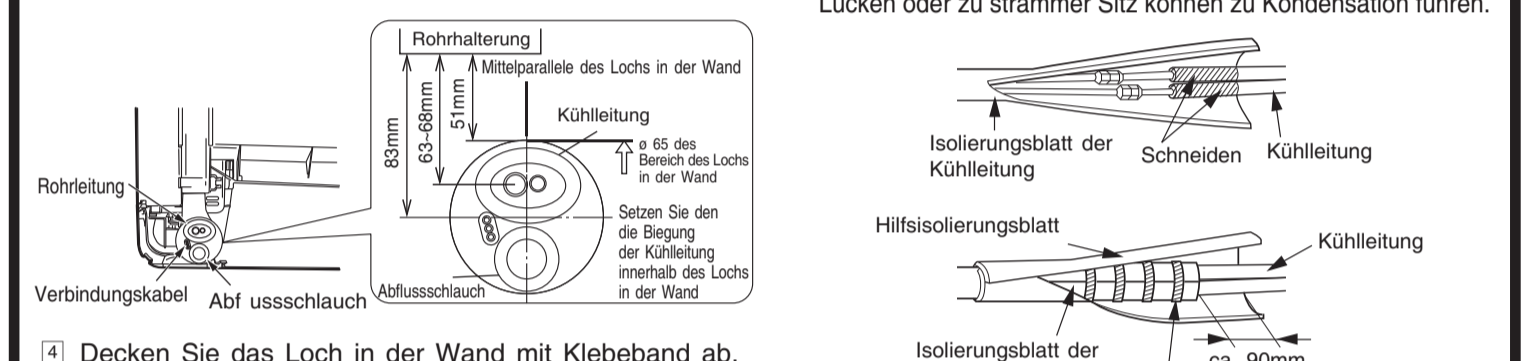 Rohrhalterung
Mittelparallele des Lochs in der Wand
83mm
63~68mm
51mm
Kühlleitung
ø 65 des
Bereich des Lochs
in der Wand
Setzen Sie den
die Biegung
der Kühlleitung
innerhalb des Lochs
in der Wand
Abflussschlauch
Rohrleitung
Verbindungskabel
Abf ussschlauch
4 Decken Sie das Loch in der Wand mit Klebeband ab.
Lücken oder zu strammer Sitz können zu Kondensation führen.
Isolierungsblatt der
Kühlleitung
Schneiden
Kühlleitung
Hilfsisolierungsblatt
Kühlleitung
Isolierungsblatt der
ca. 90mm